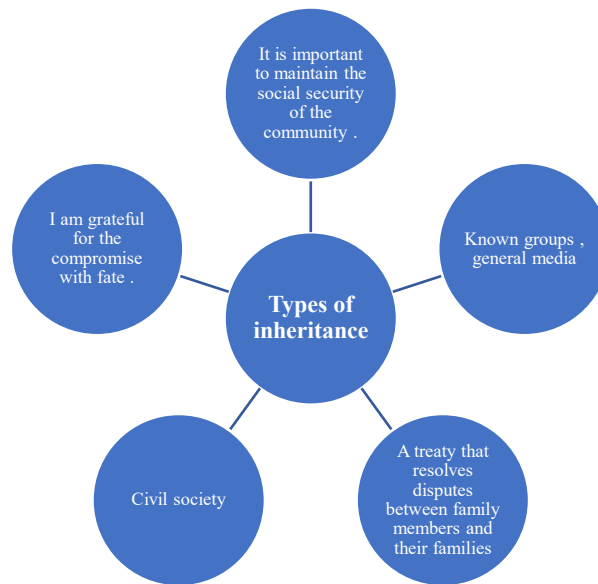 It is important
to maintain the
social security
of the
community .
I am grateful
for the
compromise
with fate .
Known groups ,
general media
Types of
inheritance
Civil society
A treaty that
resolves
disputes
between family
members and
their families